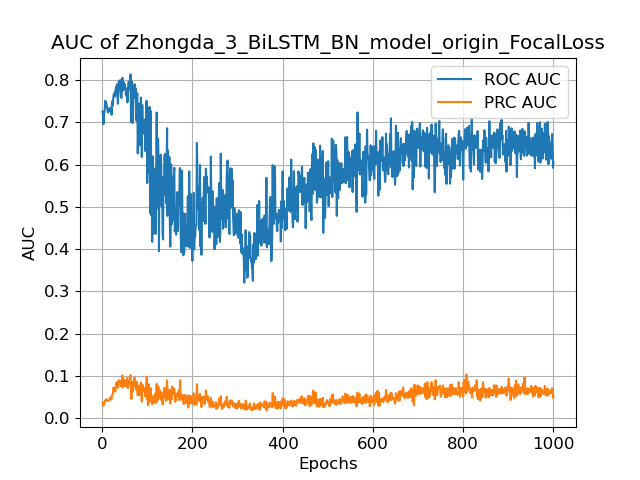 AUC of Zhongda_3_BiLSTM_BN_model_origin_FocalLoss
ROC AUC
PRC AUC
0.8
0.7
0.6
0.5
0.4
0.3
0.2
0.1
0.0
AUC
0 200 400 600 800 1000
Epochs